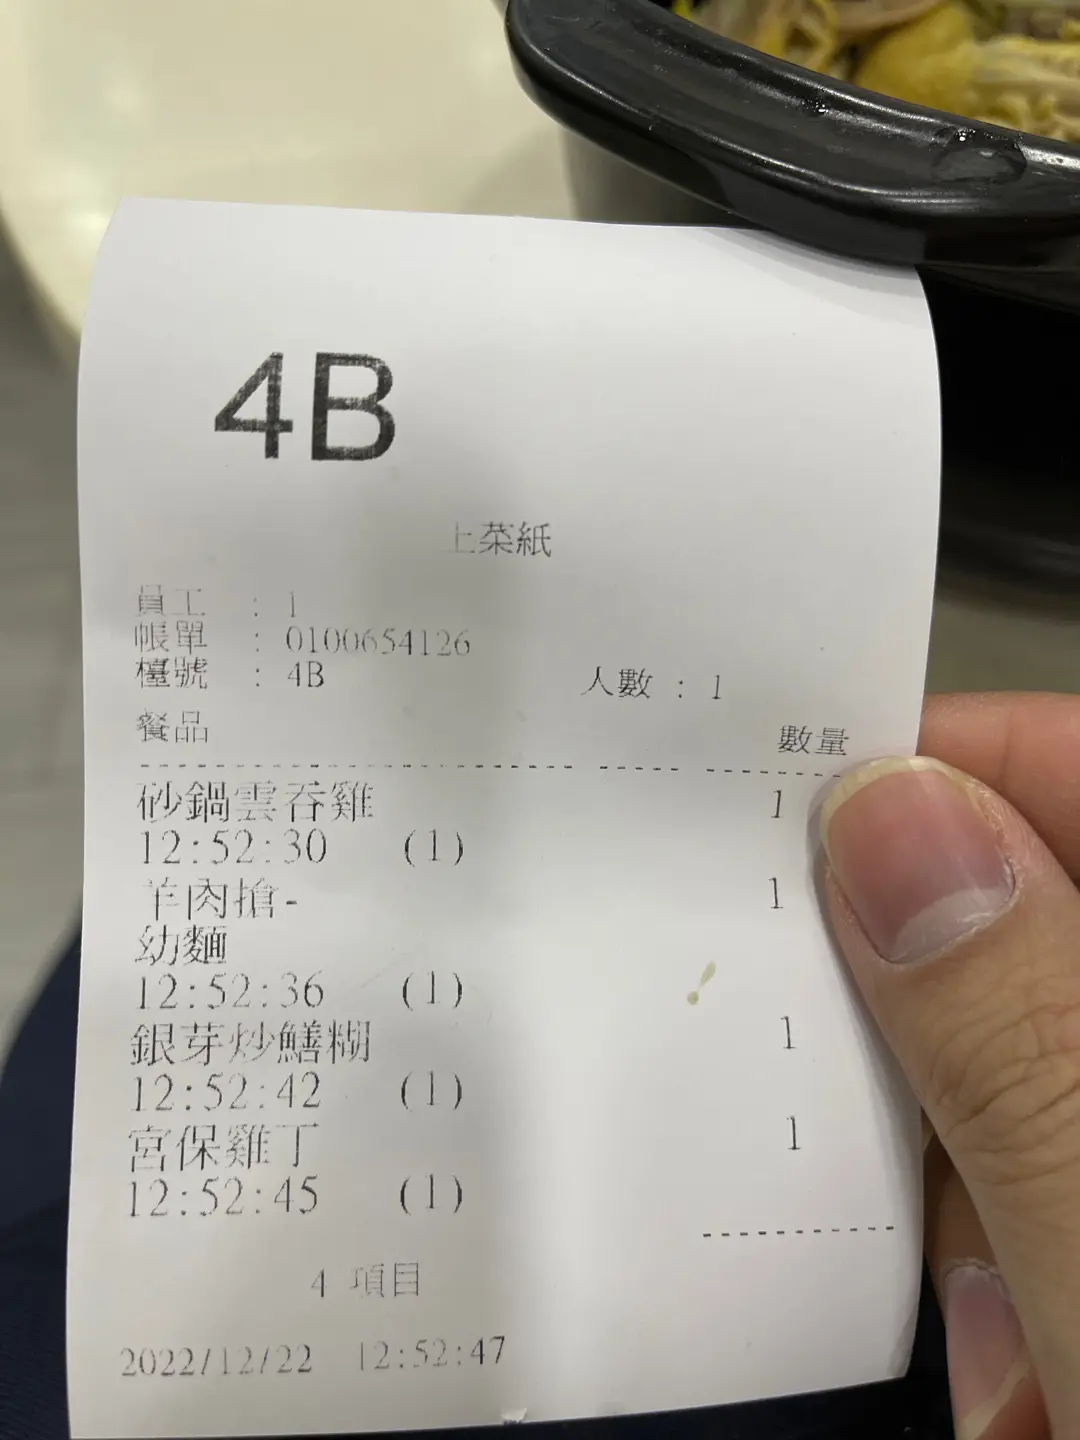 4B
上菜紙
員工 : 1
帳單 : 0100654126
檯號 : 4B 人數 : 1
餐品 數量
砂鍋雲吞雞 1
12:52:30 (1)
羊肉搶- 1
幼麵
12:52:36 (1)
銀芽炒鱔糊 1
12:52:42 (1)
宮保雞丁 1
12:52:45 (1)
4 項目
2022/12/22 12:52:47